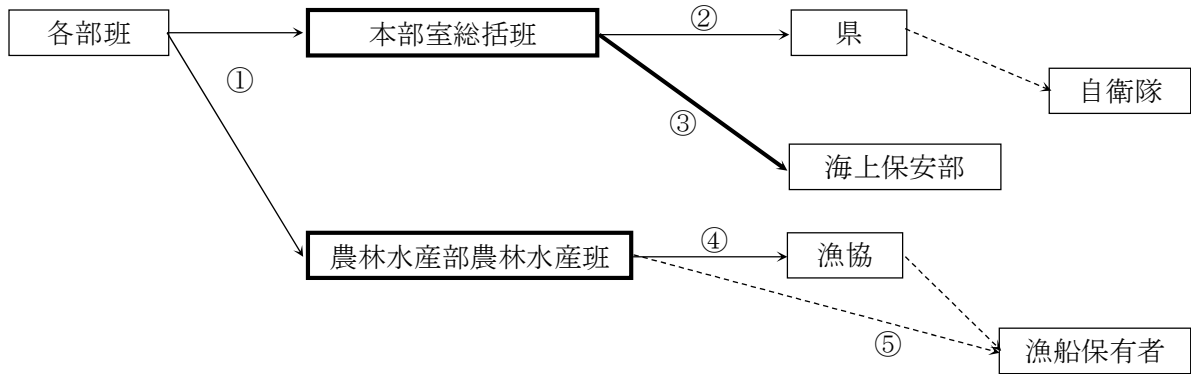 各部班
本部室総括班
②
県
①
自衛隊
③
海上保安部
農林水産部農林水産班
④
漁協
⑤
漁船保有者